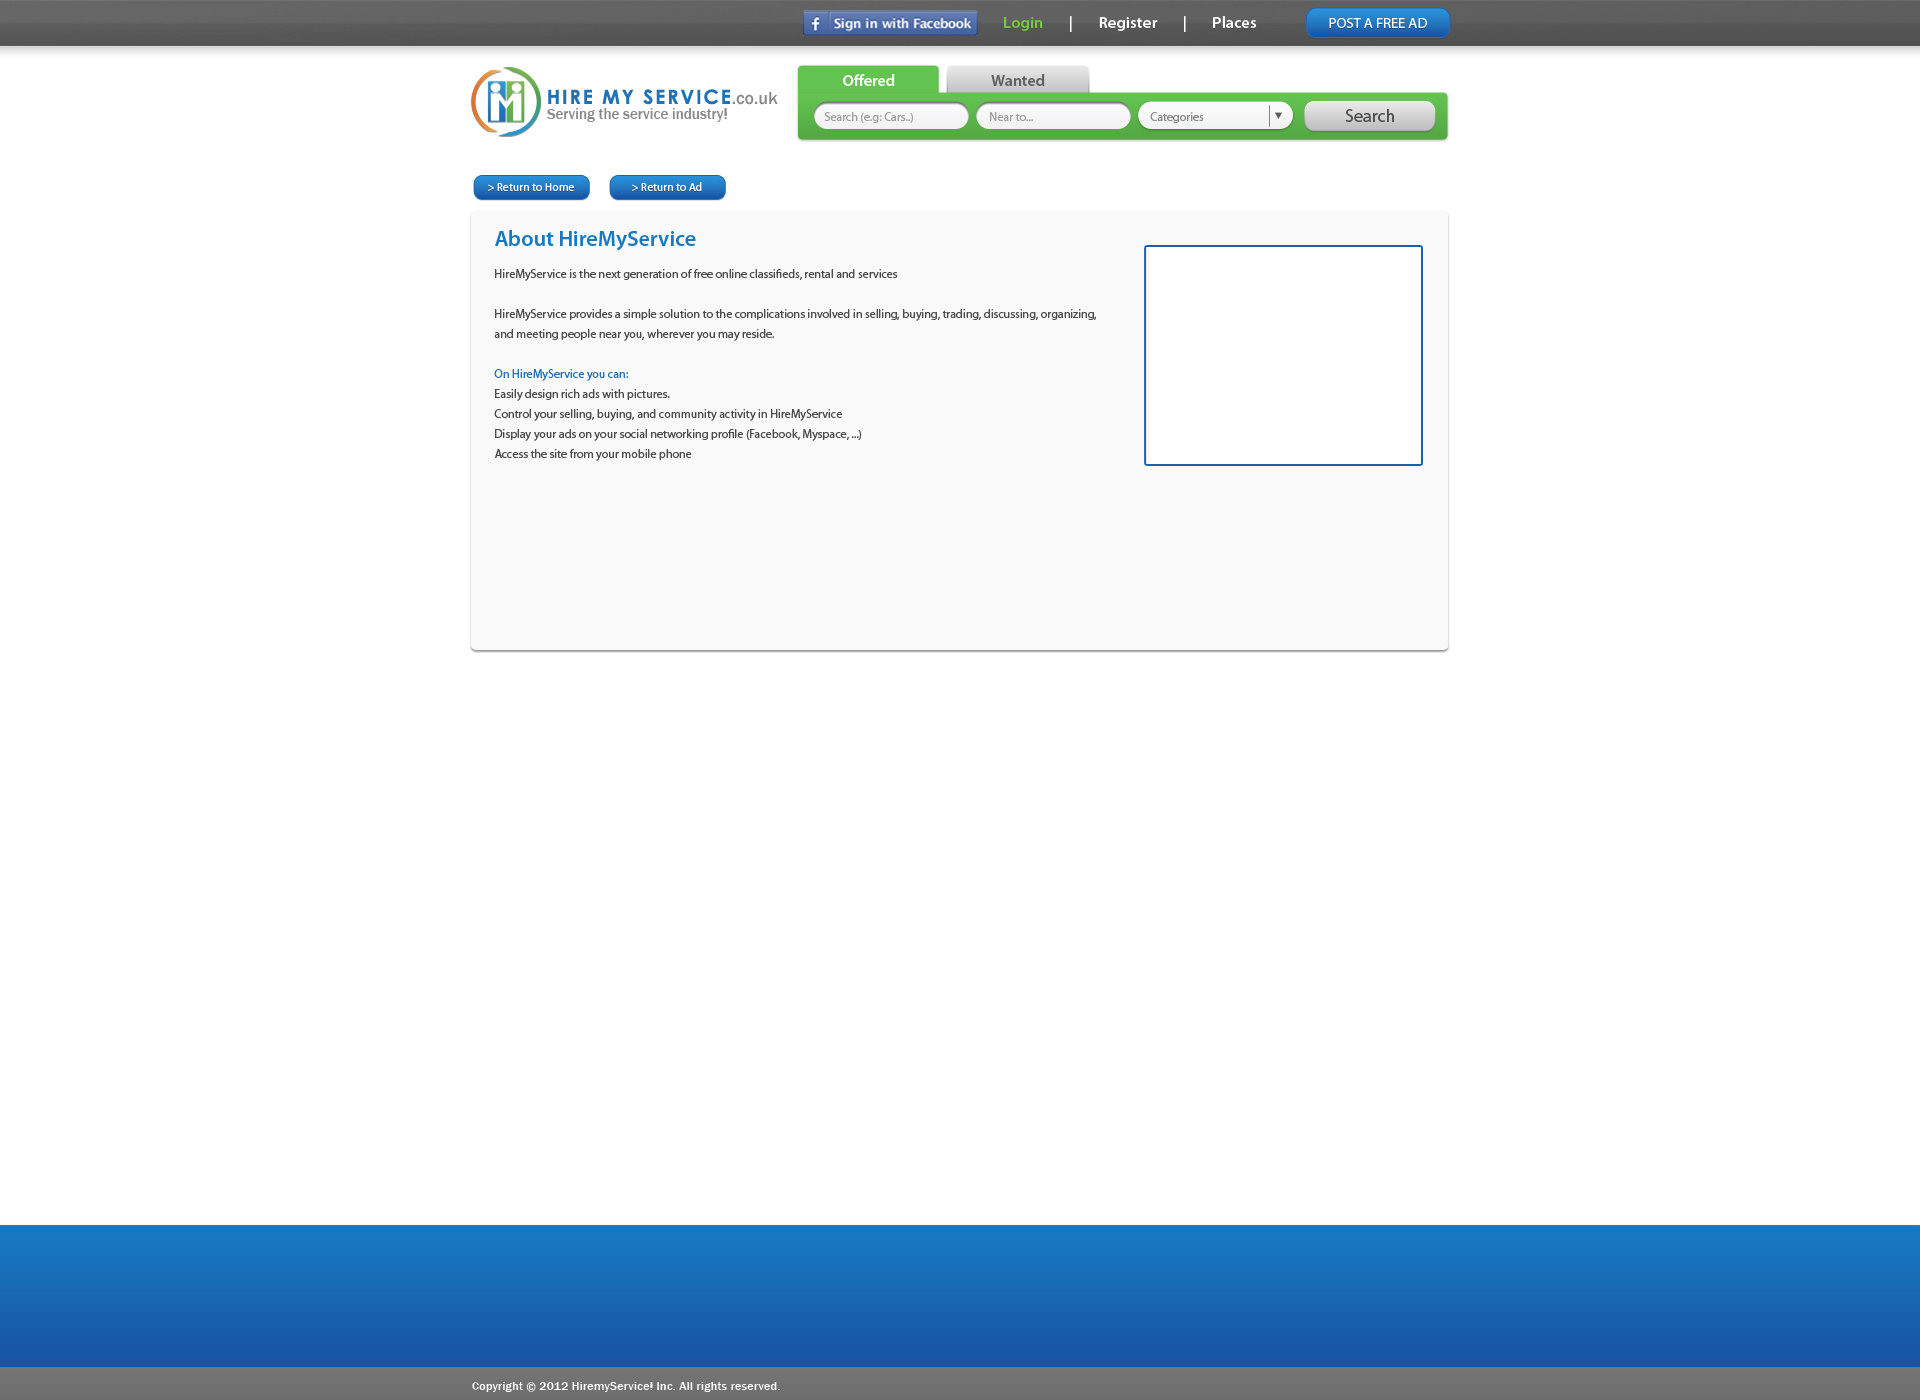 f Sign in with Facebook Login | Register | Places POST A FREE AD
HIRE MY SERVICE.co.uk
Serving the service industry!
Offered Wanted
Search (e.g: Cars..) Near to... Categories Search
> Return to Home > Return to Ad
About HireMyService
HireMyService is the next generation of free online classifieds, rental and services
HireMyService provides a simple solution to the complications involved in selling, buying, trading, discussing, organizing,
and meeting people near you, wherever you may reside.
On HireMyService you can:
Easily design rich ads with pictures.
Control your selling, buying, and community activity in HireMyService
Display your ads on your social networking profile (Facebook, Myspace, ...)
Access the site from your mobile phone
Copyright © 2012 HiremyService! Inc. All rights reserved.